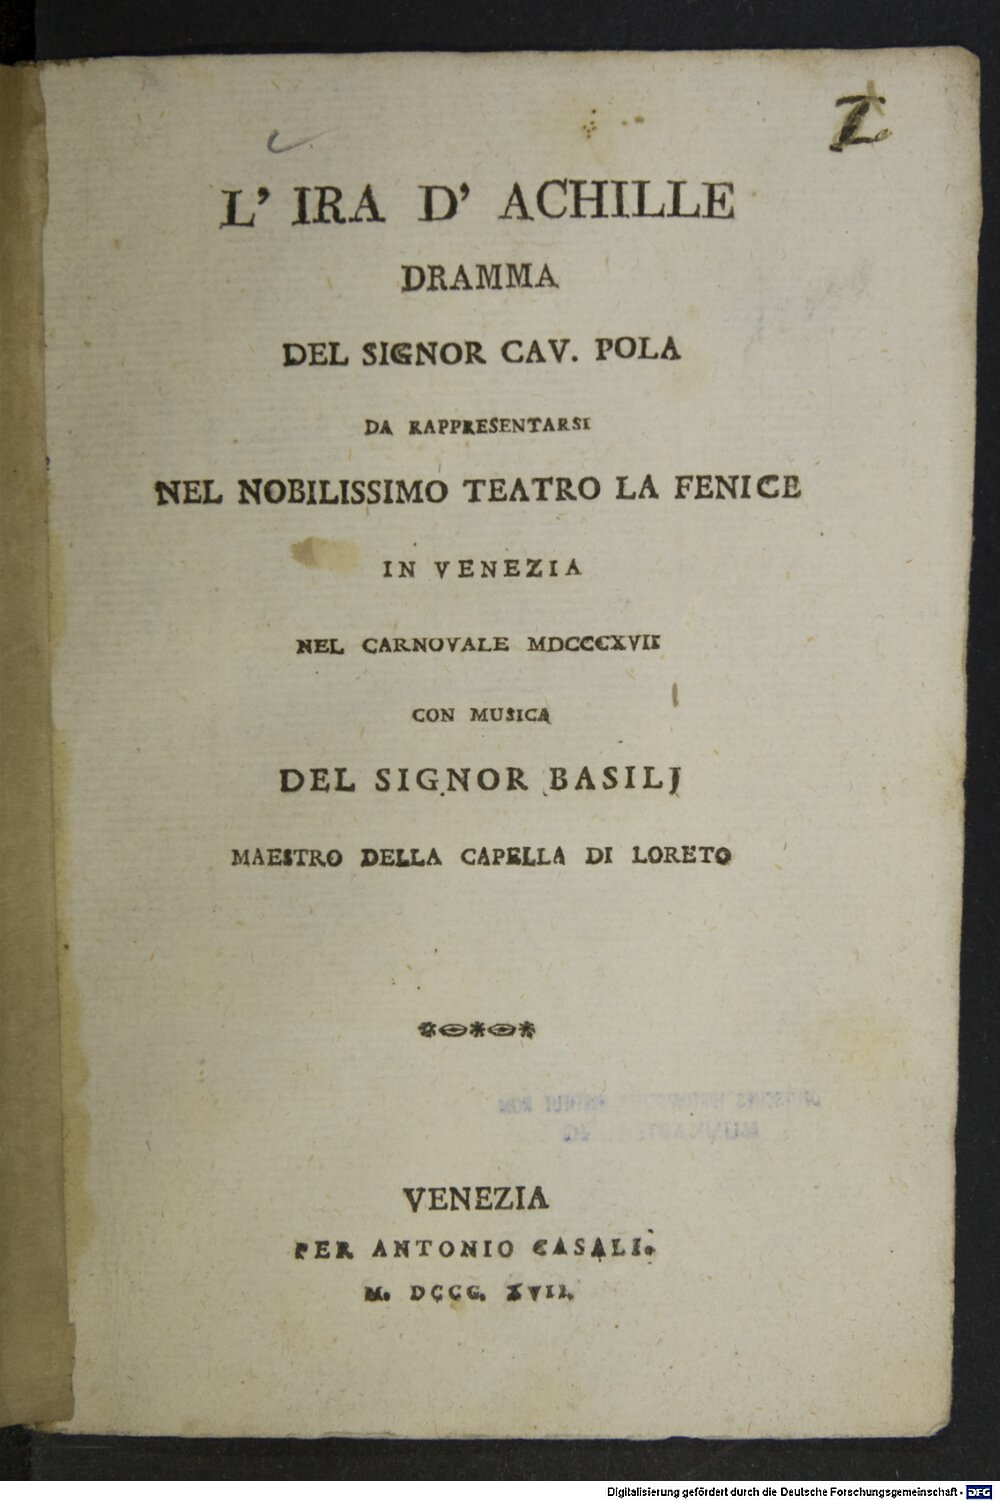 L' IRA D' ACHILLE
DRAMMA
DEL SIGNOR CAV. POLA
DA RAPPRESENTARSI
NEL NOBILISSIMO TEATRO LA FENICE
IN VENEZIA
NEL CARNOVALE MDCCCXVII
CON MUSICA
DEL SIGNOR BASILJ
MAESTRO DELLA CAPELLA DI LORETO
VENEZIA
PER ANTONIO CASALI.
M. DCCC. XVII.
Digitalisierung gefördert durch die Deutsche Forschungsgemeinschaft - DFG